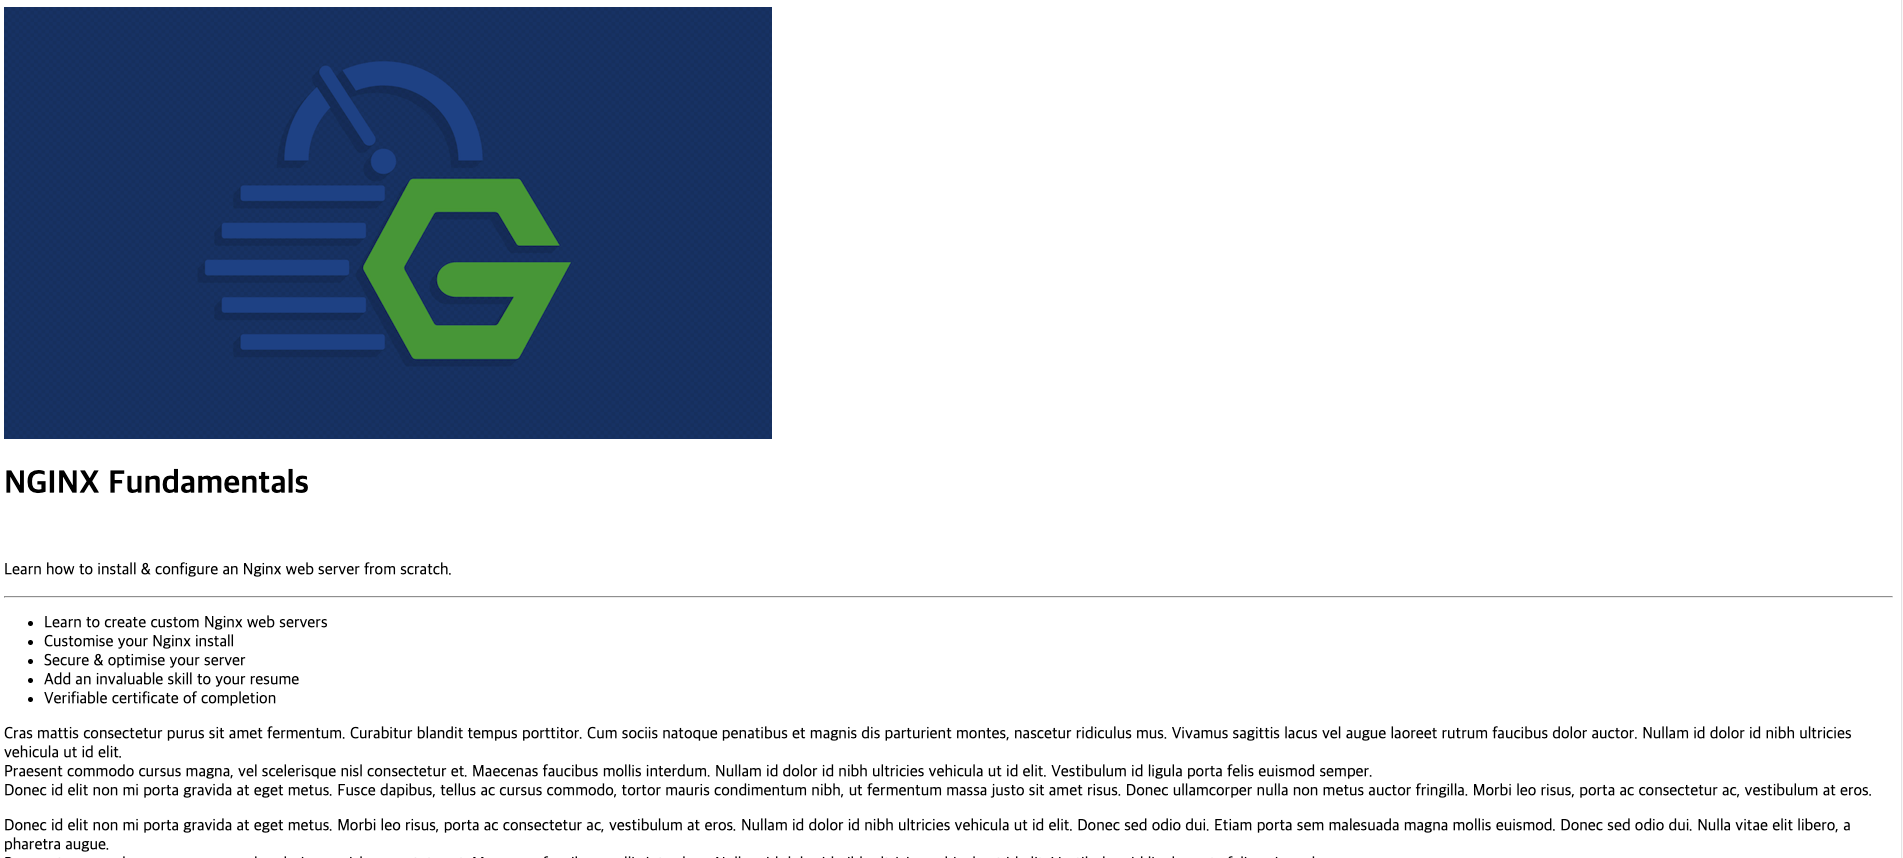 NGINX Fundamentals
Learn how to install & configure an Nginx web server from scratch.
• Learn to create custom Nginx web servers
• Customise your Nginx install
• Secure & optimise your server
• Add an invaluable skill to your resume
• Verifiable certificate of completion
Cras mattis consectetur purus sit amet fermentum. Curabitur blandit tempus porttitor. Cum sociis natoque penatibus et magnis dis parturient montes, nascetur ridiculus mus. Vivamus sagittis lacus vel augue laoreet rutrum faucibus dolor auctor. Nullam id dolor id nibh ultricies
vehicula ut id elit.
Praesent commodo cursus magna, vel scelerisque nisl consectetur et. Maecenas faucibus mollis interdum. Nullam id dolor id nibh ultricies vehicula ut id elit. Vestibulum id ligula porta felis euismod semper.
Donec id elit non mi porta gravida at eget metus. Fusce dapibus, tellus ac cursus commodo, tortor mauris condimentum nibh, ut fermentum massa justo sit amet risus. Donec ullamcorper nulla non metus auctor fringilla. Morbi leo risus, porta ac consectetur ac, vestibulum at eros.
Donec id elit non mi porta gravida at eget metus. Morbi leo risus, porta ac consectetur ac, vestibulum at eros. Nullam id dolor id nibh ultricies vehicula ut id elit. Donec sed odio dui. Etiam porta sem malesuada magna mollis euismod. Donec sed odio dui. Nulla vitae elit libero, a
pharetra augue.